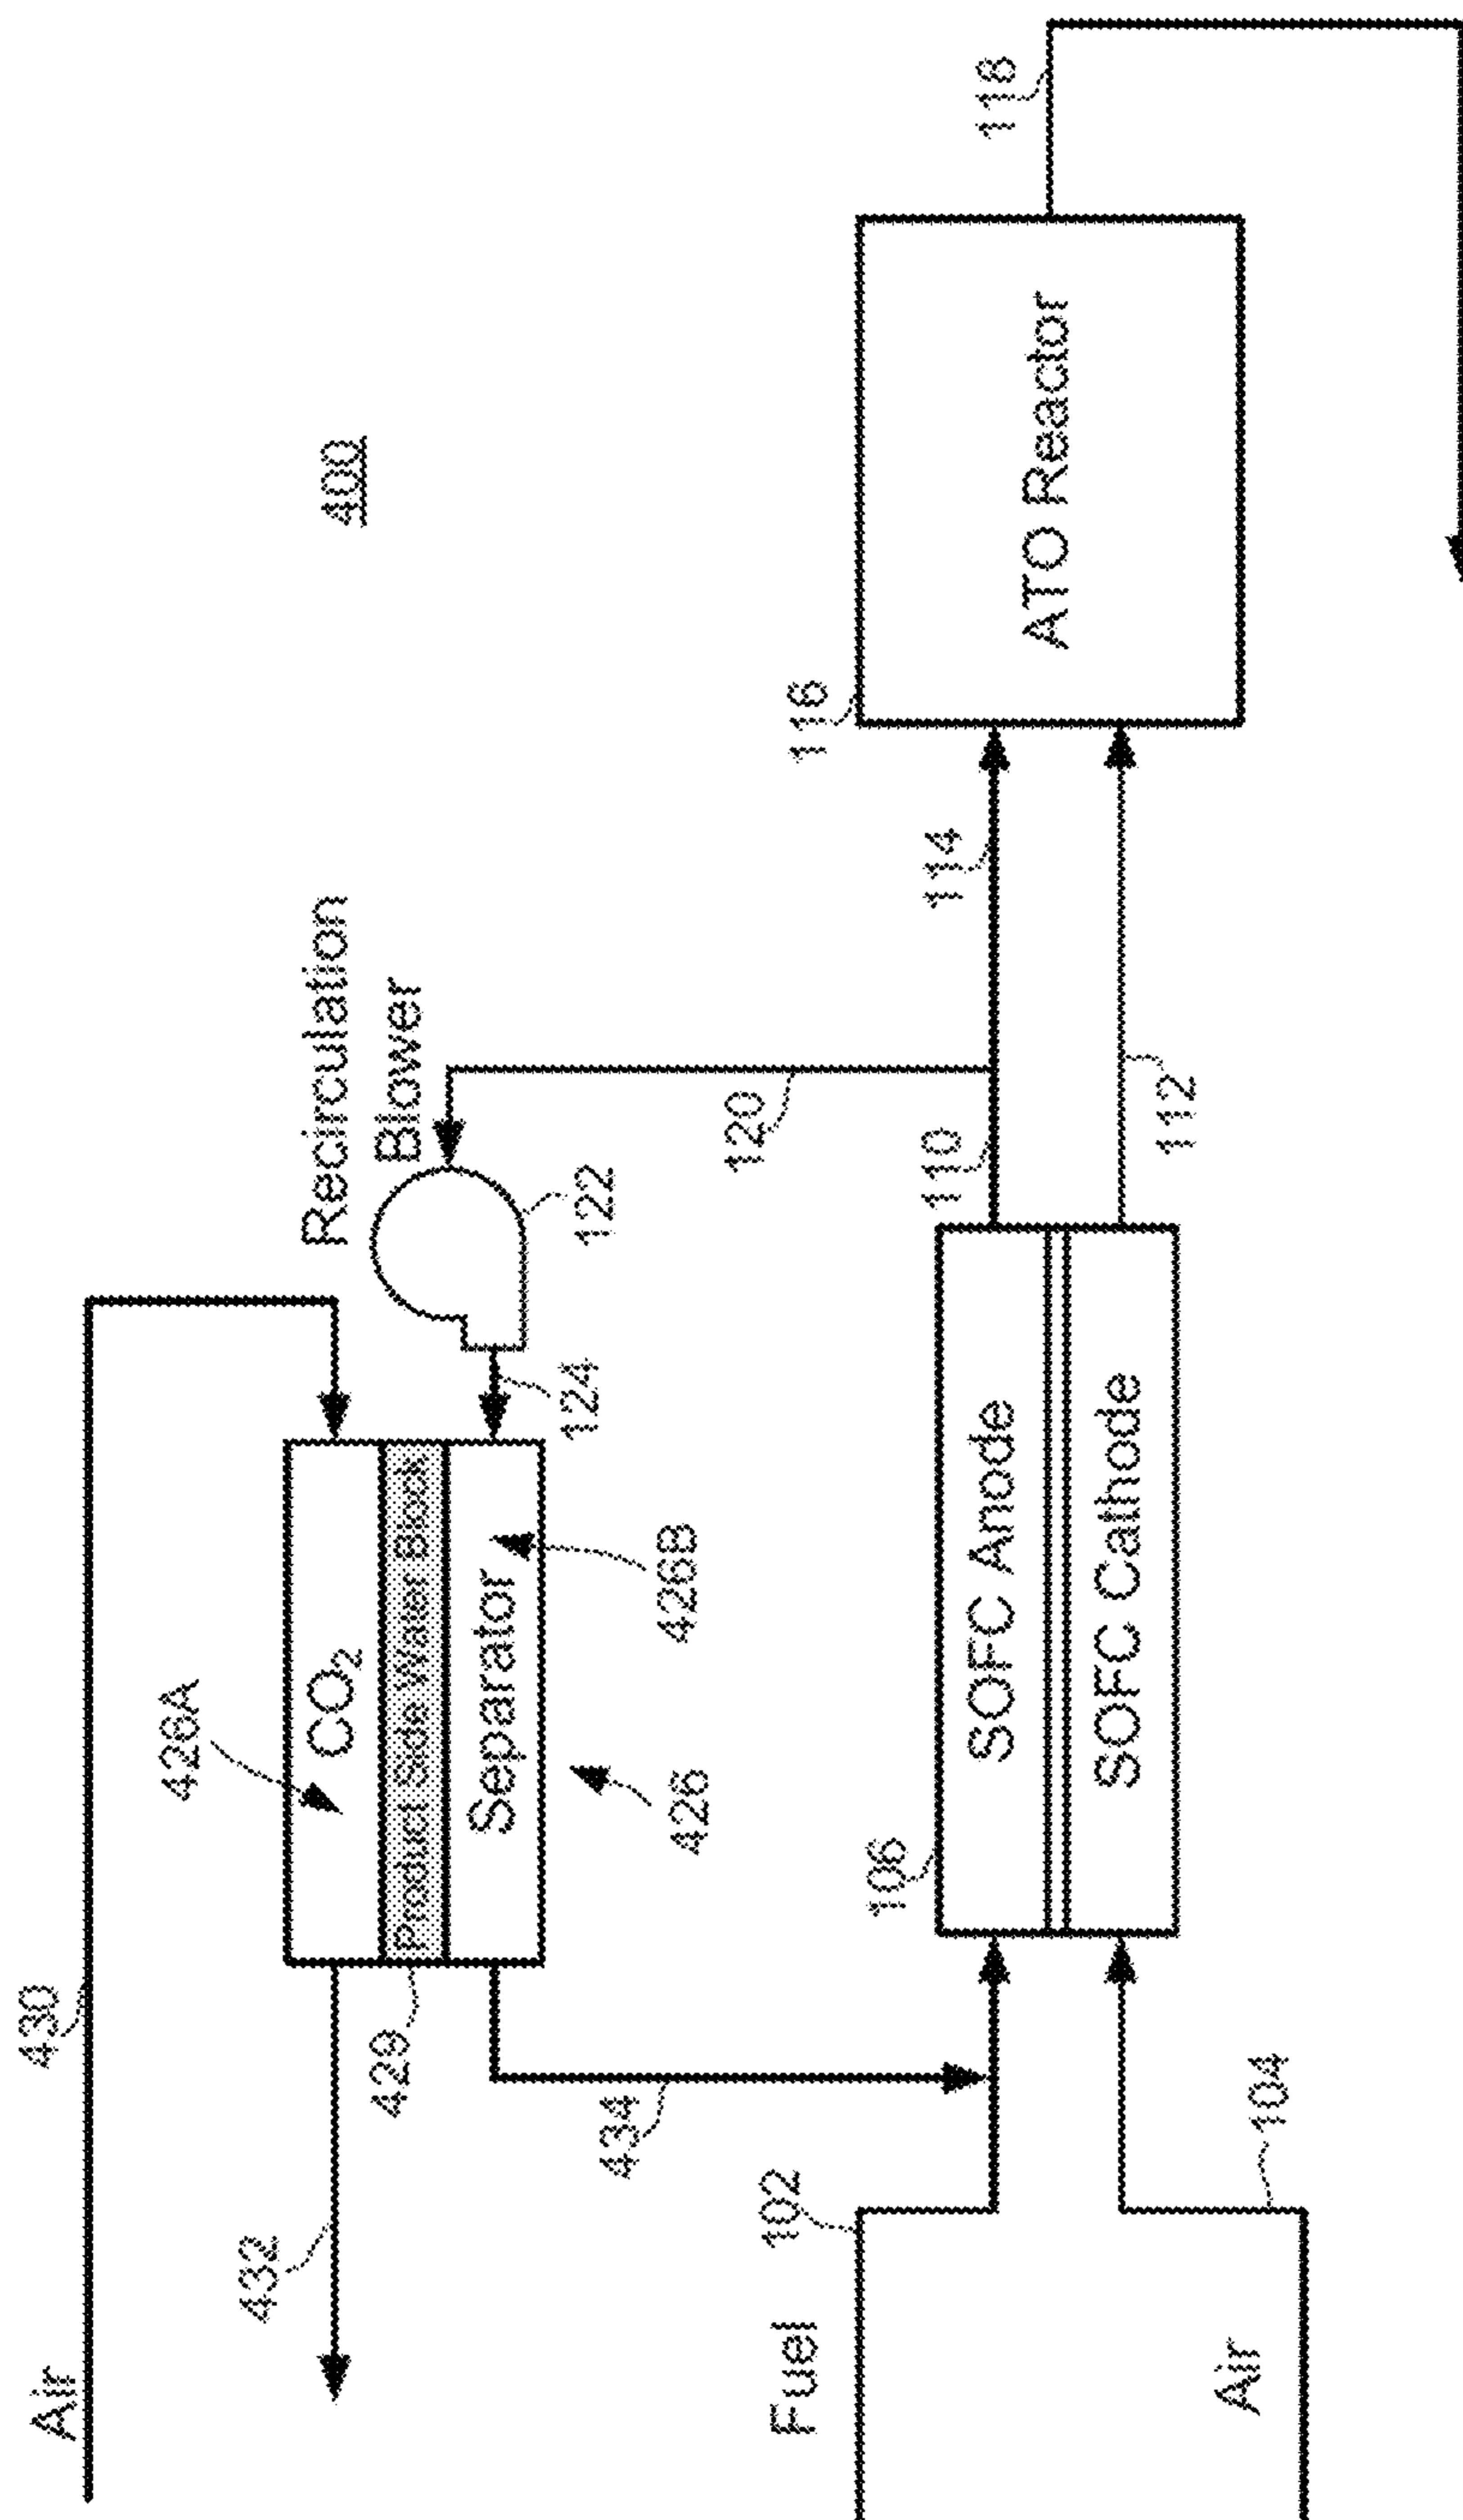 Air
430
426A
432
CO₂
Recirculation
Blower
400
429
Product Side Water Block
Separator
124
122
434
426
426B
120
Fuel
102
116
106
110
114
118
SOFC Anode
ATO Reactor
SOFC Cathode
112
Air
104